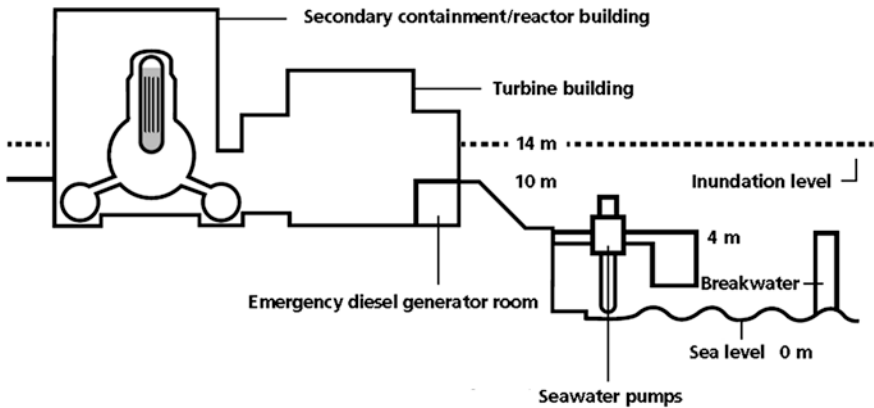 Secondary containment/reactor building
Turbine building
14 m
10 m
Inundation level
4 m
Breakwater
Emergency diesel generator room
Sea level 0 m
Seawater pumps